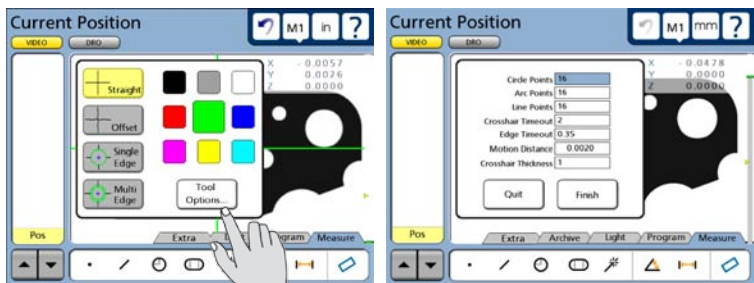 Current Position
M1 in ?
VIDEO DRO
X - 0.0057
Y 0.0026
Z 0.0000
Straight
Offset
Single
Edge
Multi
Edge
Tool
Options...
Pos
Extra
Program Measure
Current Position
M1 mm ?
VIDEO DRO
X - 0.0478
Y 0.0000
Z 0.0000
Circle Points 16
Arc Points 16
Line Points 16
Crosshair Timeout 2
Edge Timeout 0.35
Motion Distance 0.0020
Crosshair Thickness 1
Quit Finish
Pos
Extra Archive Light Program Measure